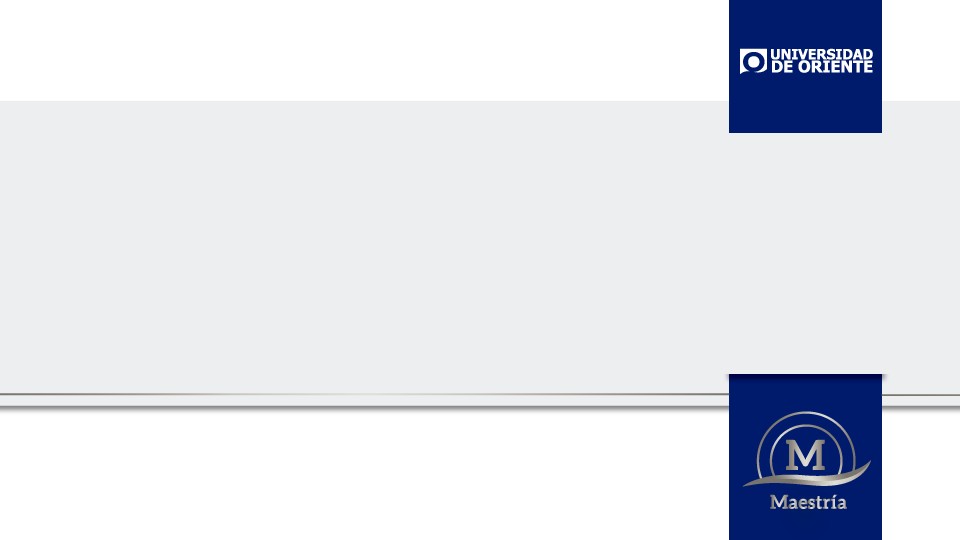 UNIVERSIDAD
DE ORIENTE
M
Maestría